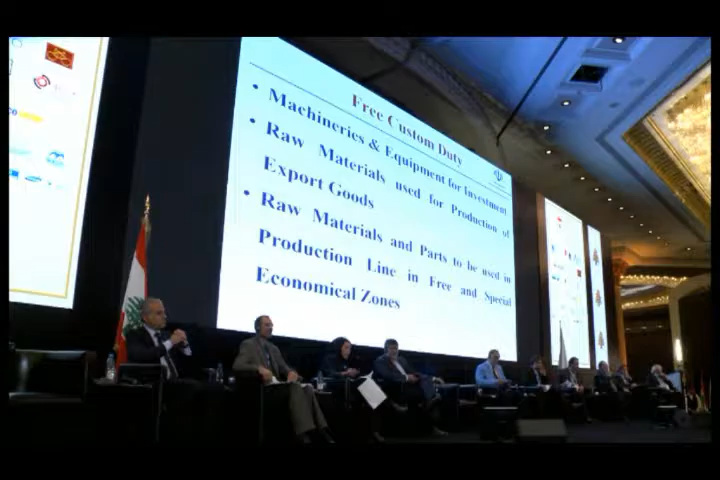 Free Custom Duty
• Machineries & Equipment for Investment
• Raw Materials used for Production of
Export Goods
• Raw Materials and Parts to be used in
Production Line in Free and Special
Economical Zones